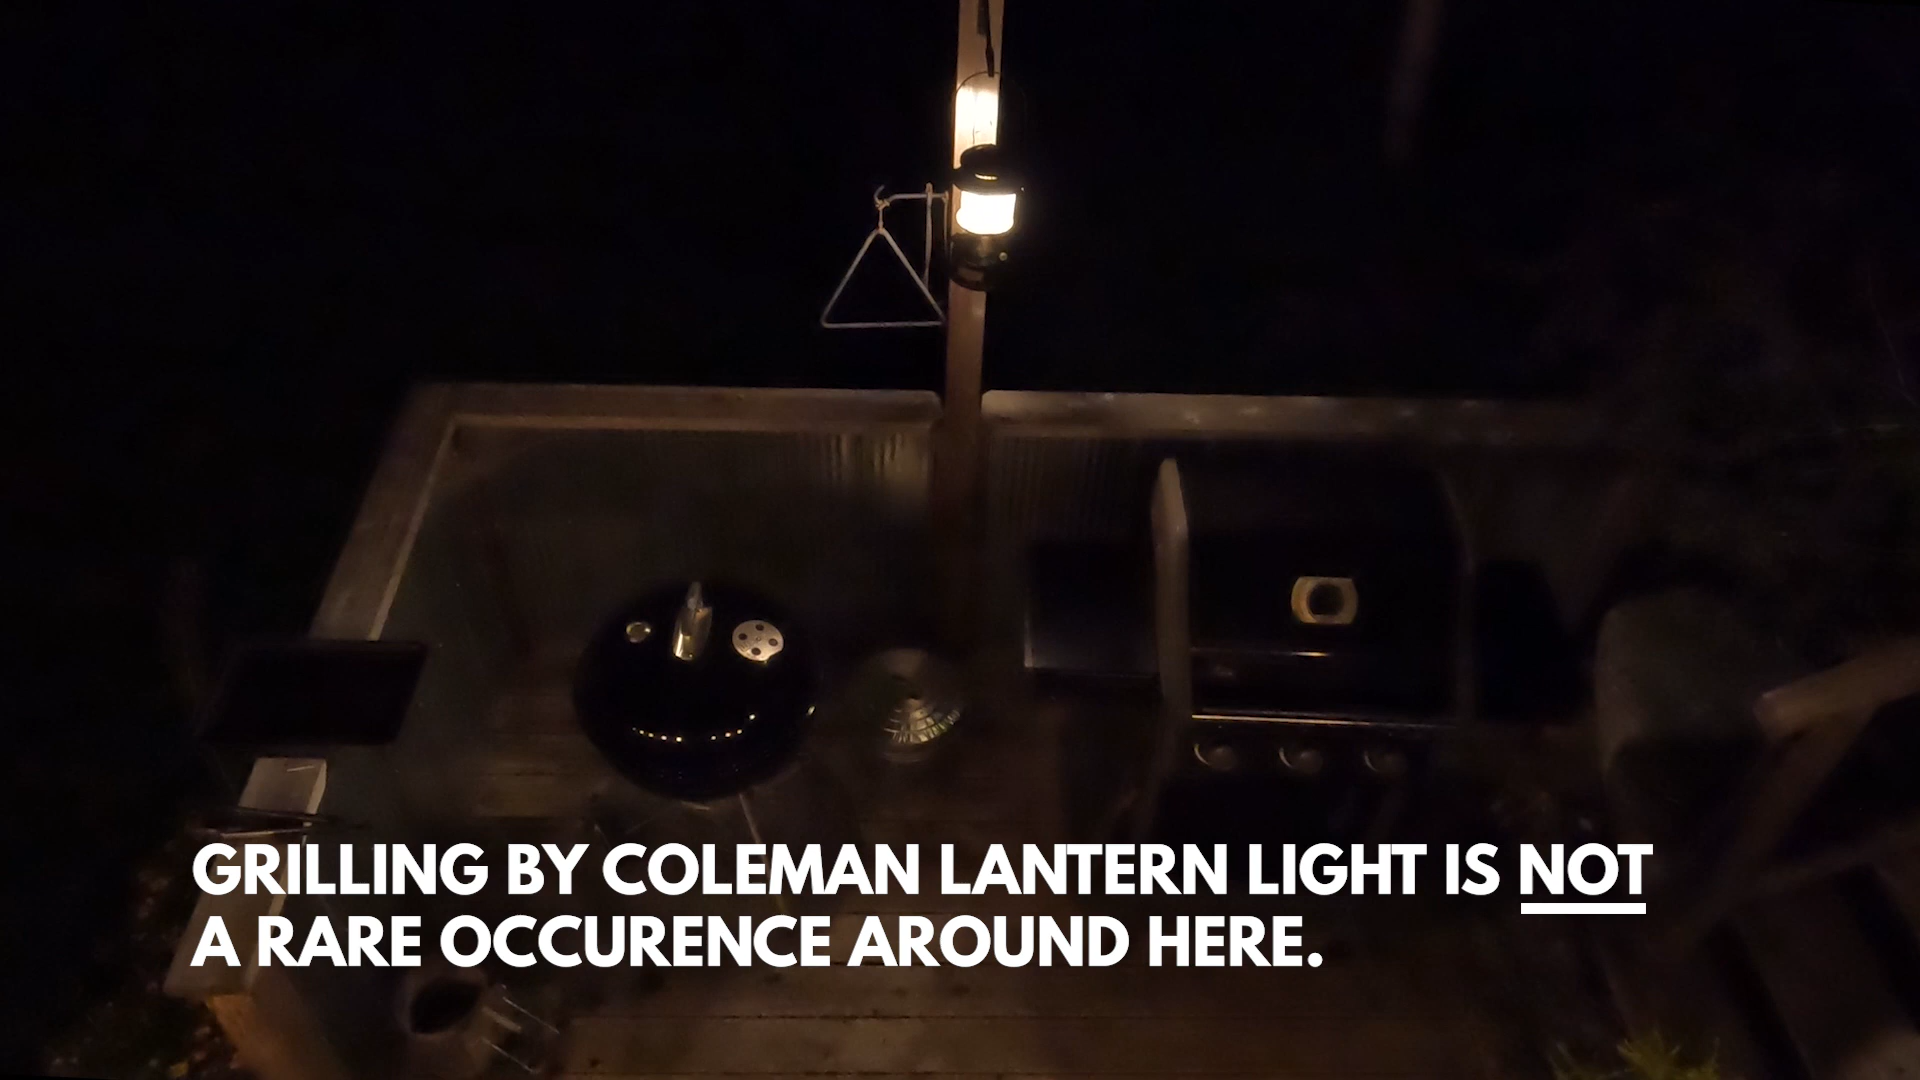 GRILLING BY COLEMAN LANTERN LIGHT IS NOT
A RARE OCCURENCE AROUND HERE.